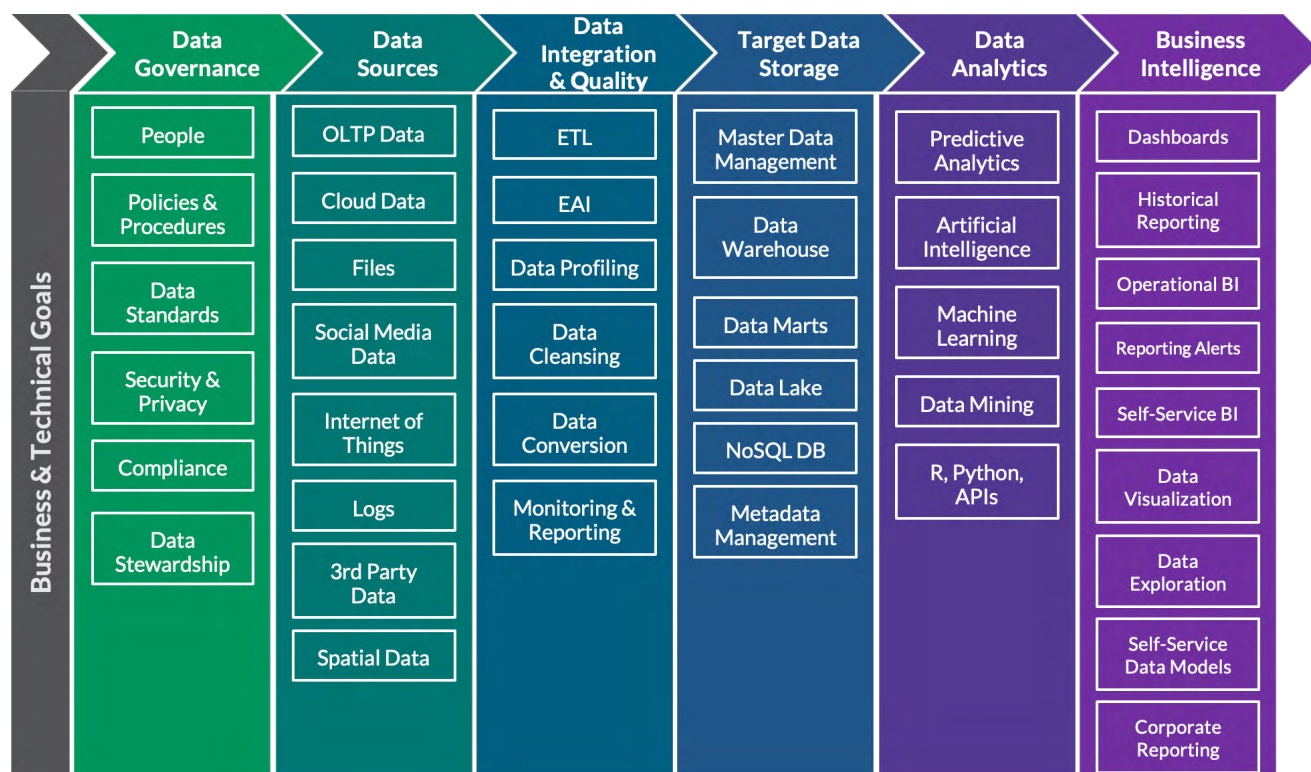 Business & Technical Goals
Data
Governance
People
Policies &
Procedures
Data
Standards
Security &
Privacy
Compliance
Data
Stewardship
Data
Sources
OLTP Data
Cloud Data
Files
Social Media
Data
Internet of
Things
Logs
3rd Party
Data
Spatial Data
Data
Integration
& Quality
ETL
EAI
Data Profiling
Data
Cleansing
Data
Conversion
Monitoring &
Reporting
Target Data
Storage
Master Data
Management
Data
Warehouse
Data Marts
Data Lake
NoSQL DB
Metadata
Management
Data
Analytics
Predictive
Analytics
Artificial
Intelligence
Machine
Learning
Data Mining
R, Python,
APIs
Business
Intelligence
Dashboards
Historical
Reporting
Operational BI
Reporting Alerts
Self-Service BI
Data
Visualization
Data
Exploration
Self-Service
Data Models
Corporate
Reporting